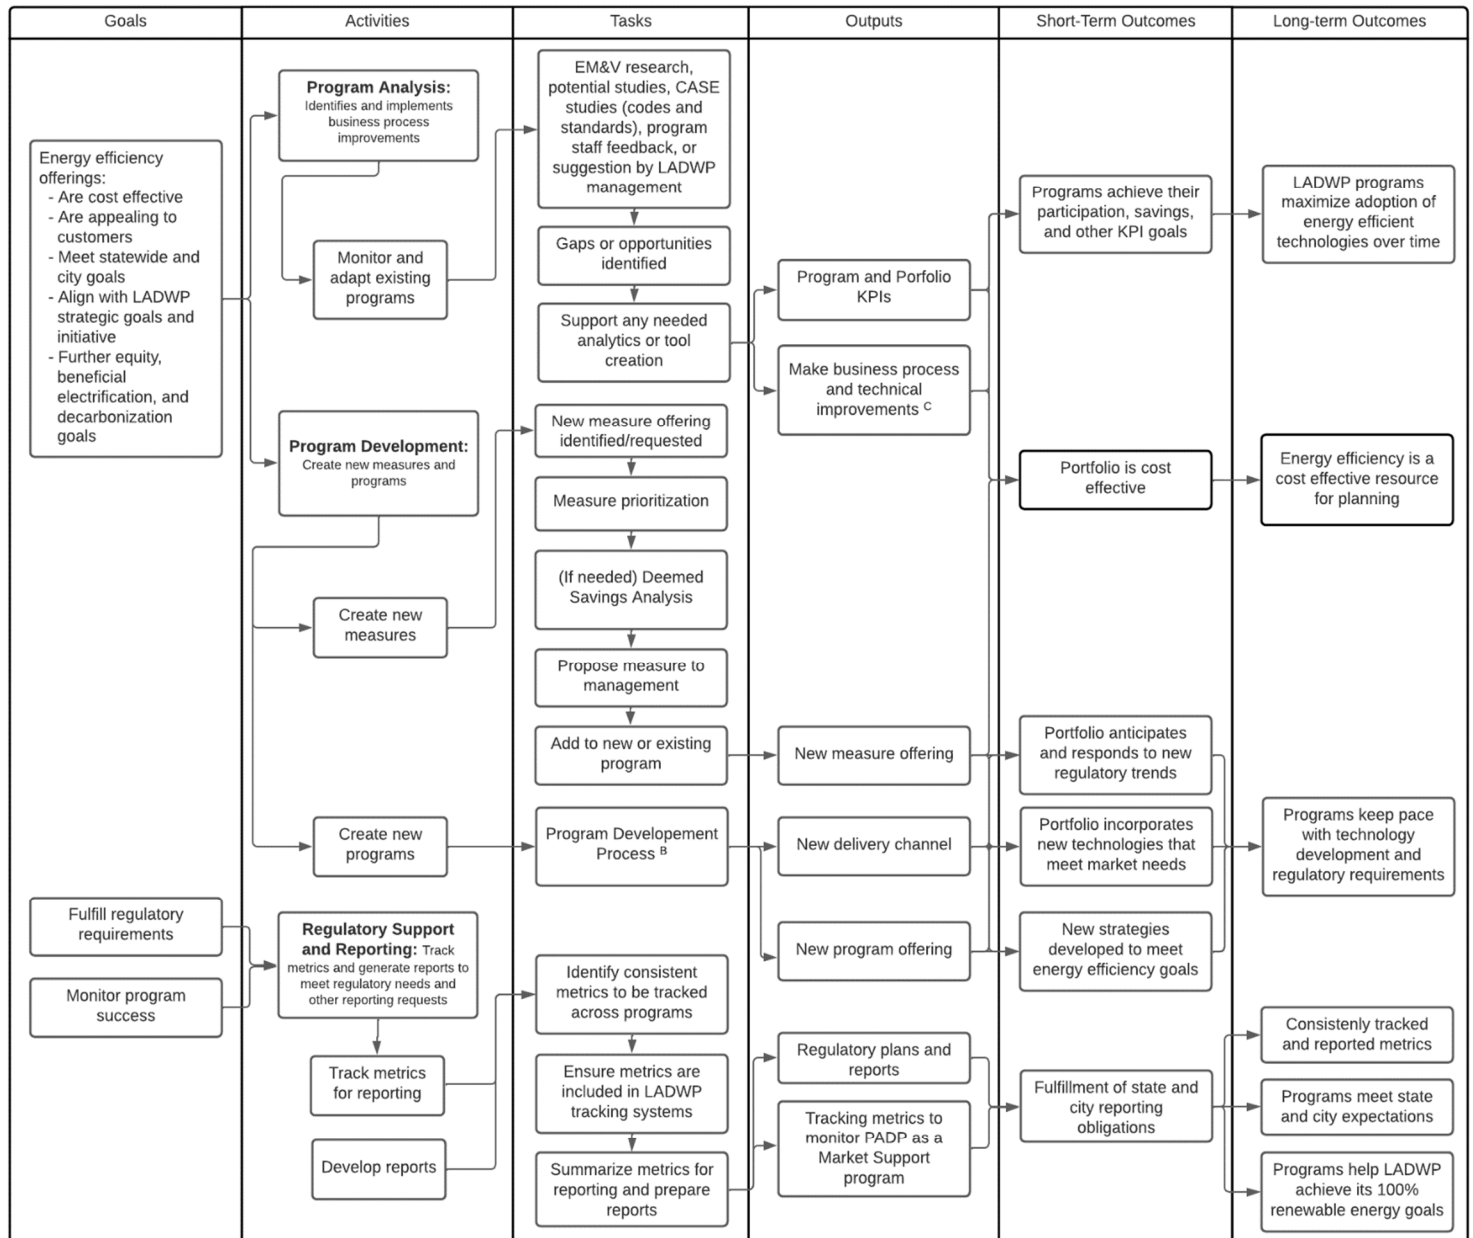 Goals
Activities
Tasks
Outputs
Short-Term Outcomes
Long-term Outcomes
Energy efficiency
offerings:
- Are cost effective
- Are appealing to
customers
- Meet statewide and
city goals
- Align with LADWP
strategic goals and
initiative
- Further equity,
beneficial
electrification, and
decarbonization
goals
Fulfill regulatory
requirements
Monitor program
success
Program Analysis:
Identifies and implements
business process
improvements
Monitor and
adapt existing
programs
Program Development:
Create new measures and
programs
Create new
measures
Create new
programs
Regulatory Support
and Reporting: Track
metrics and generate reports to
meet regulatory needs and
other reporting requests
Track metrics
for reporting
Develop reports
EM&V research,
potential studies, CASE
studies (codes and
standards), program
staff feedback, or
suggestion by LADWP
management
Gaps or opportunities
identified
Support any needed
analytics or tool
creation
New measure offering
identified/requested
Measure prioritization
(If needed) Deemed
Savings Analysis
Propose measure to
management
Add to new or existing
program
Program Developement
Process B
Identify consistent
metrics to be tracked
across programs
Ensure metrics are
included in LADWP
tracking systems
Summarize metrics for
reporting and prepare
reports
Program and Porfolio
KPIs
Make business process
and technical
improvements C
New measure offering
New delivery channel
New program offering
Regulatory plans and
reports
Tracking metrics to
monitor PADP as a
Market Support
program
Programs achieve their
participation, savings,
and other KPI goals
Portfolio is cost
effective
Portfolio anticipates
and responds to new
regulatory trends
Portfolio incorporates
new technologies that
meet market needs
New strategies
developed to meet
energy efficiency goals
Fulfillment of state and
city reporting
obligations
LADWP programs
maximize adoption of
energy efficient
technologies over time
Energy efficiency is a
cost effective resource
for planning
Programs keep pace
with technology
development and
regulatory requirements
Consistenly tracked
and reported metrics
Programs meet state
and city expectations
Programs help LADWP
achieve its 100%
renewable energy goals